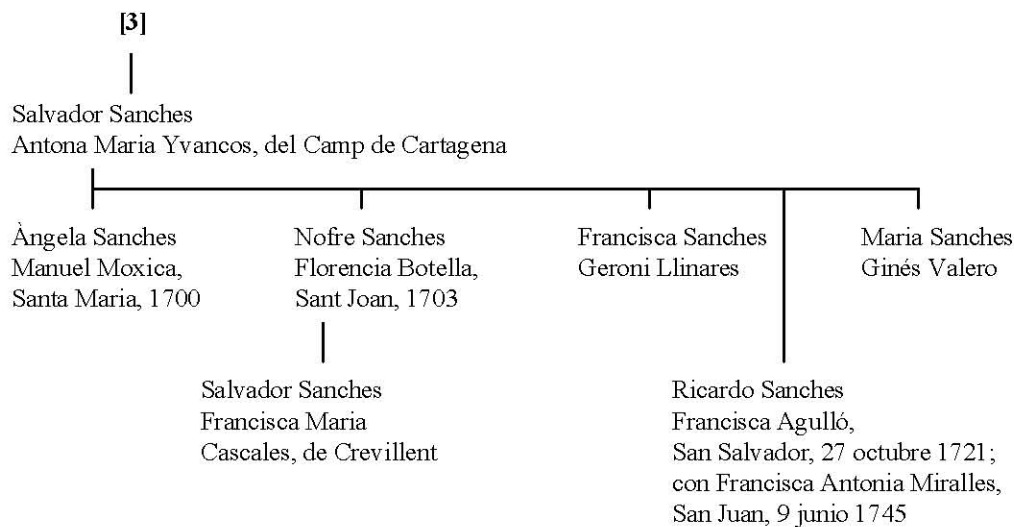 [3]
Salvador Sanches
Antona Maria Yvancos, del Camp de Cartagena
Àngela Sanches
Manuel Moxica,
Santa Maria, 1700
Nofre Sanches
Florencia Botella,
Sant Joan, 1703
Francisca Sanches
Geroni Llinares
Maria Sanches
Ginés Valero
Salvador Sanches
Francisca Maria
Cascales, de Crevillent
Ricardo Sanches
Francisca Agulló,
San Salvador, 27 octubre 1721;
con Francisca Antonia Miralles,
San Juan, 9 junio 1745